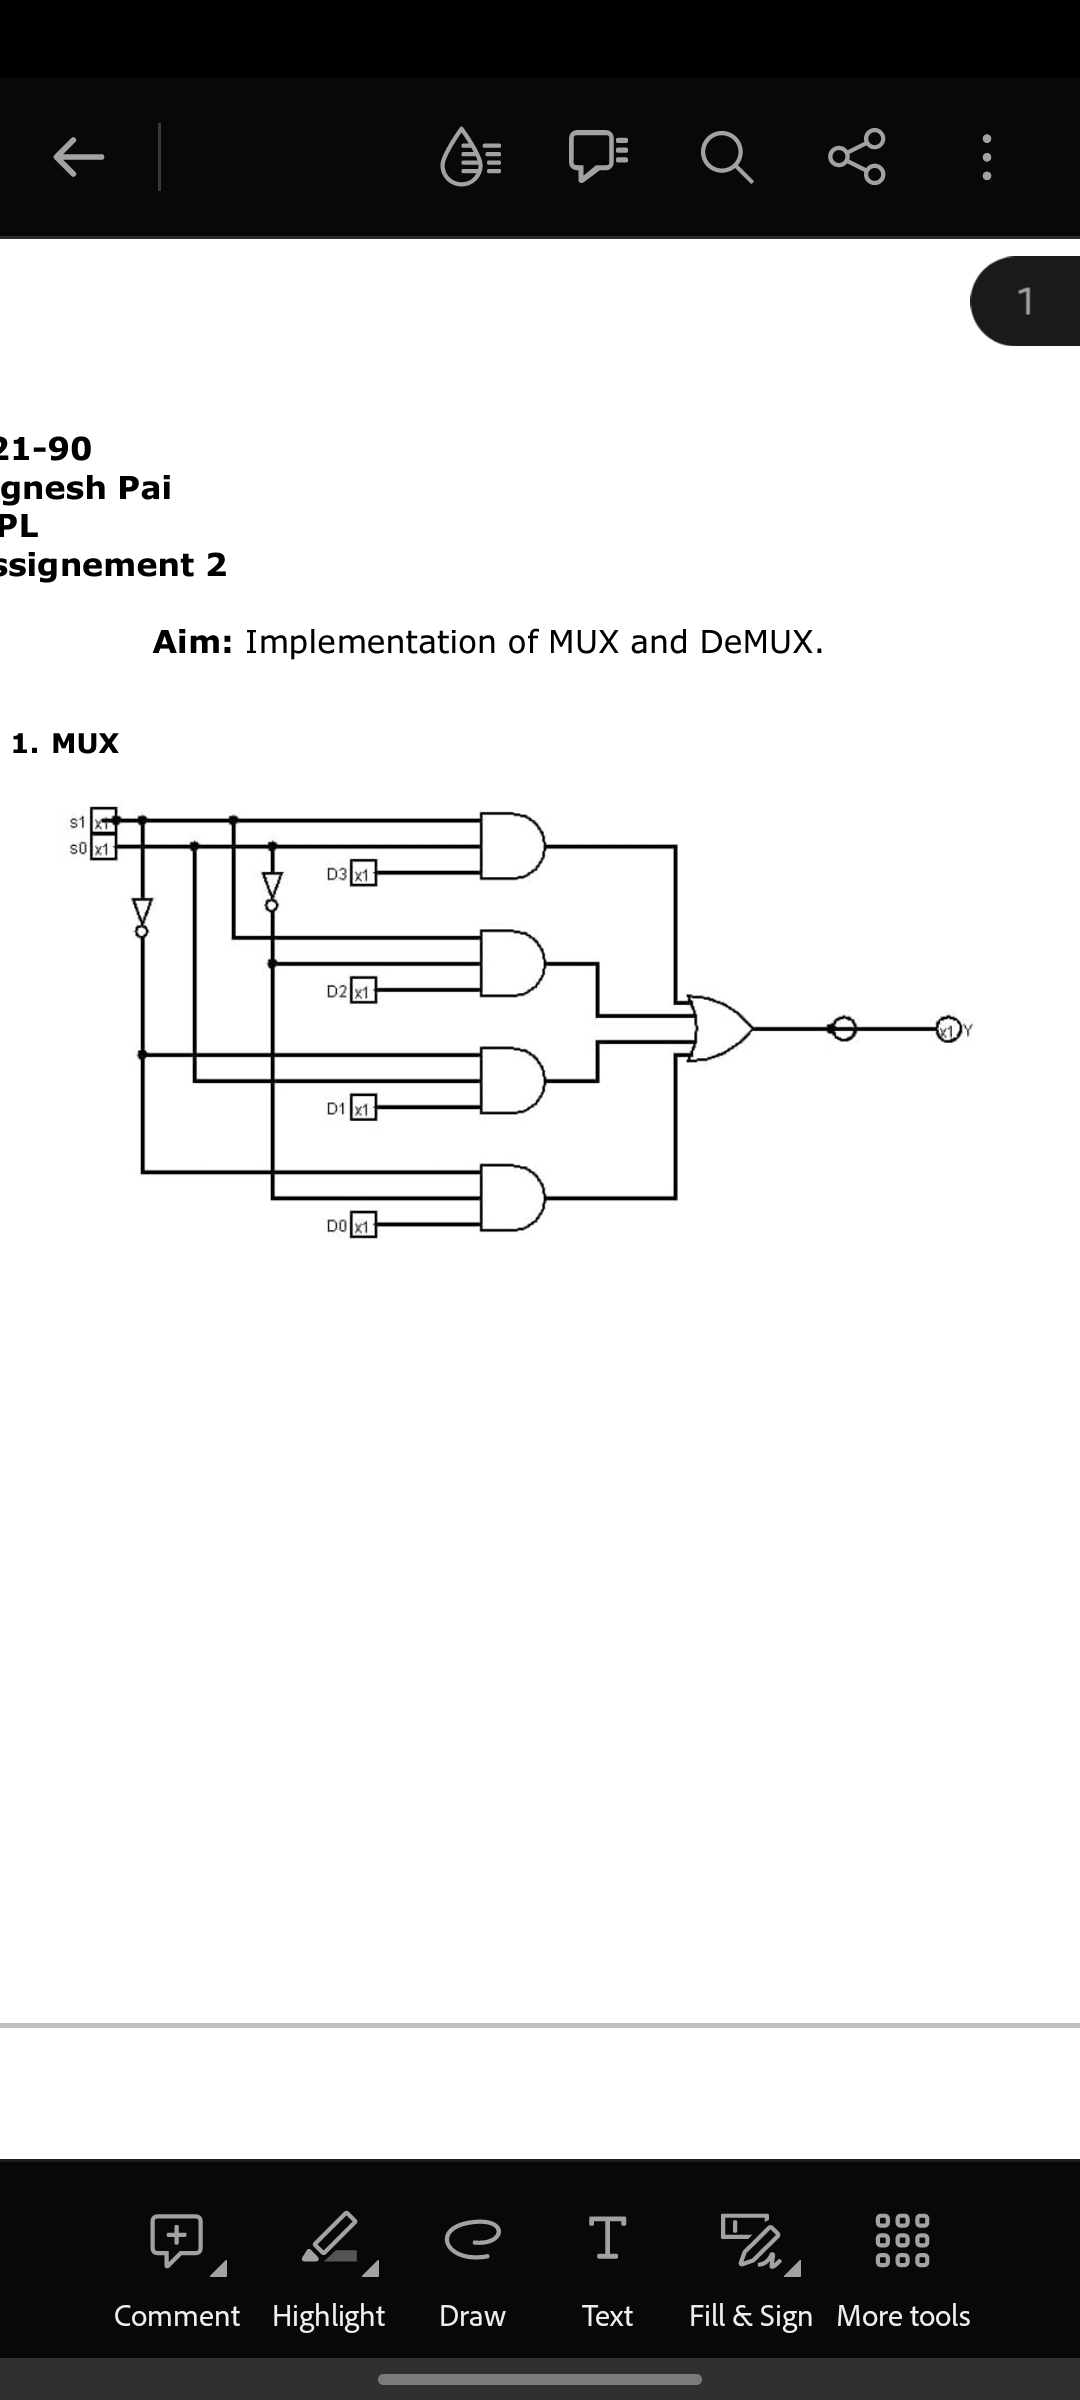 1
21-90
gnesh Pai
PL
ssignement 2
Aim: Implementation of MUX and DeMUX.
1. MUX
s1 x1
s0 x1
D3 x1
D2 x1
x1 Y
D1 x1
D0 x1
Comment Highlight Draw Text Fill & Sign More tools